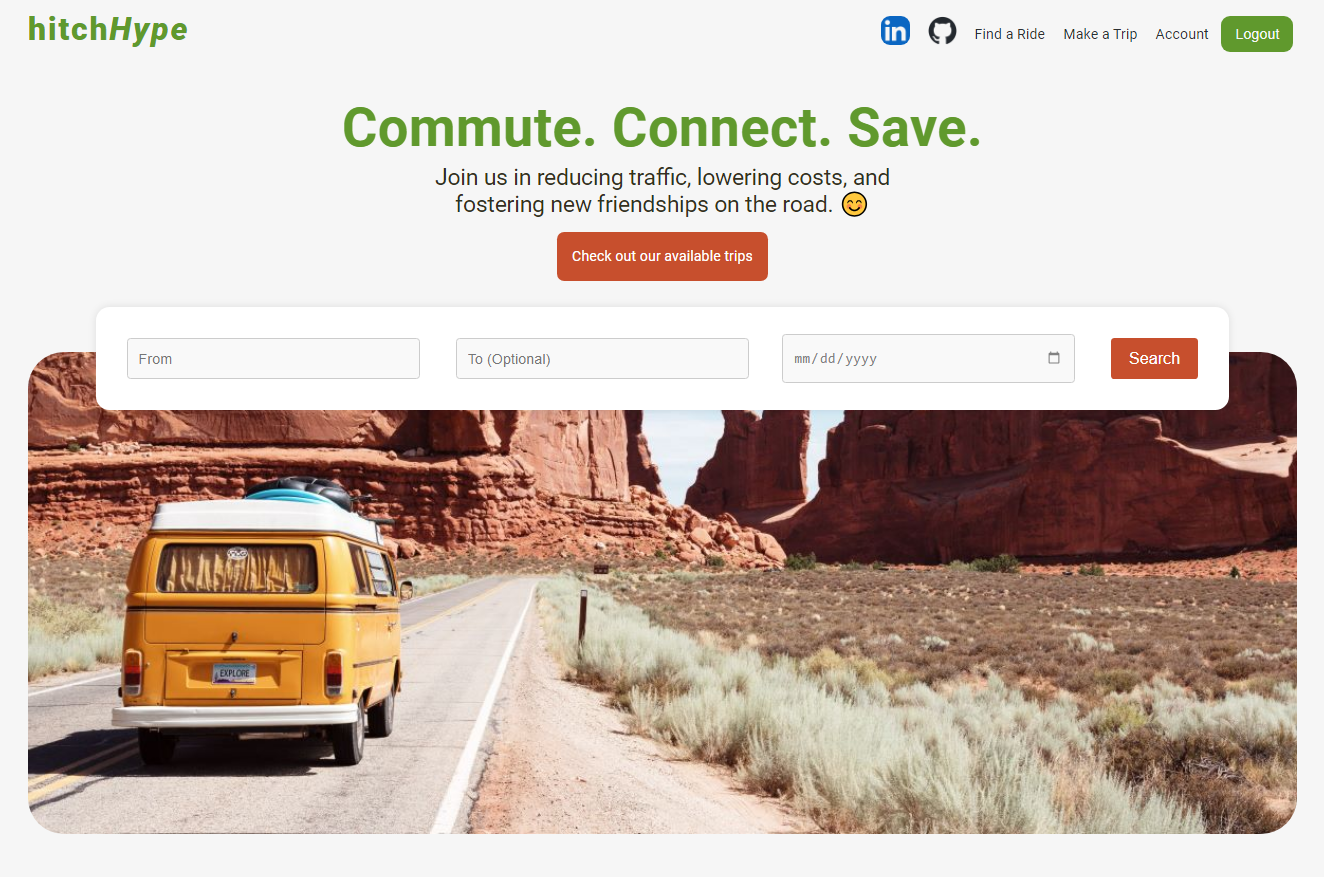 hitchHype
in
Find a Ride
Make a Trip
Account
Logout
Commute. Connect. Save.
Join us in reducing traffic, lowering costs, and
fostering new friendships on the road. 😊
Check out our available trips
From
To (Optional)
mm/dd/yyyy
Search
EXPLORE